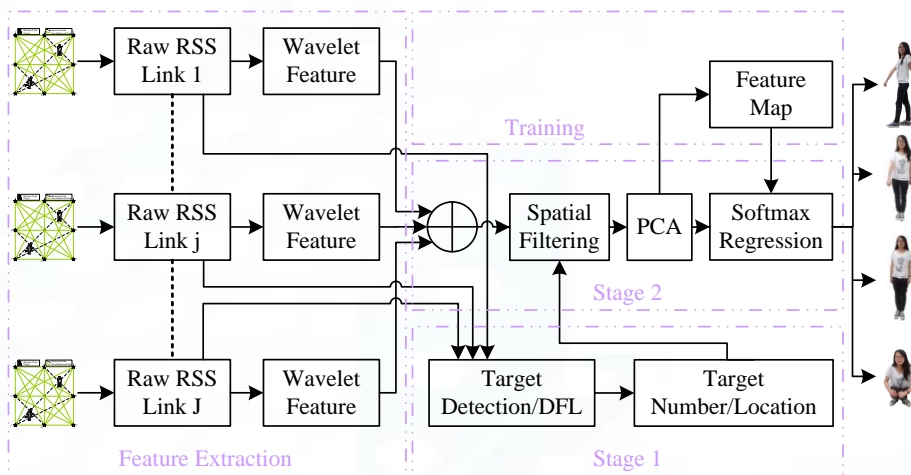 Raw RSS
Link 1
Wavelet
Feature
Feature
Map
Training
Raw RSS
Link j
Wavelet
Feature
Spatial
Filtering
PCA
Softmax
Regression
Stage 2
Raw RSS
Link J
Wavelet
Feature
Target
Detection/DFL
Target
Number/Location
Feature Extraction
Stage 1